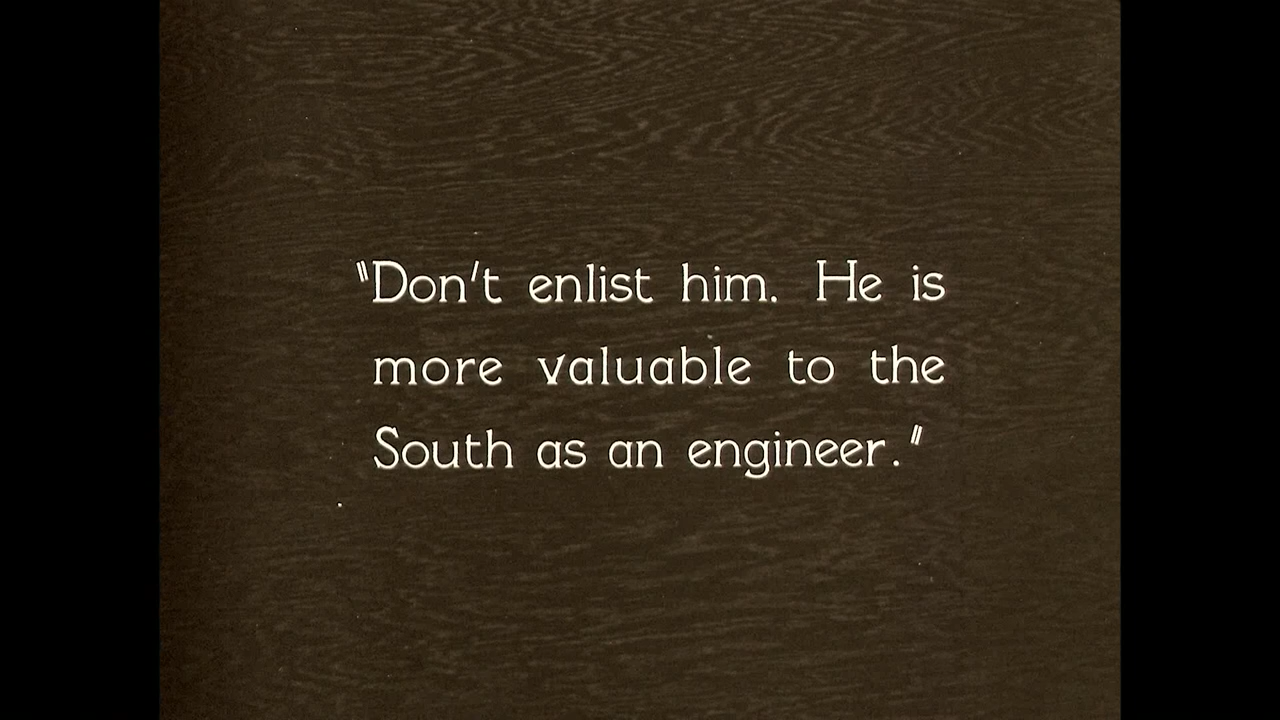 "Don't enlist him. He is
more valuable to the
South as an engineer."